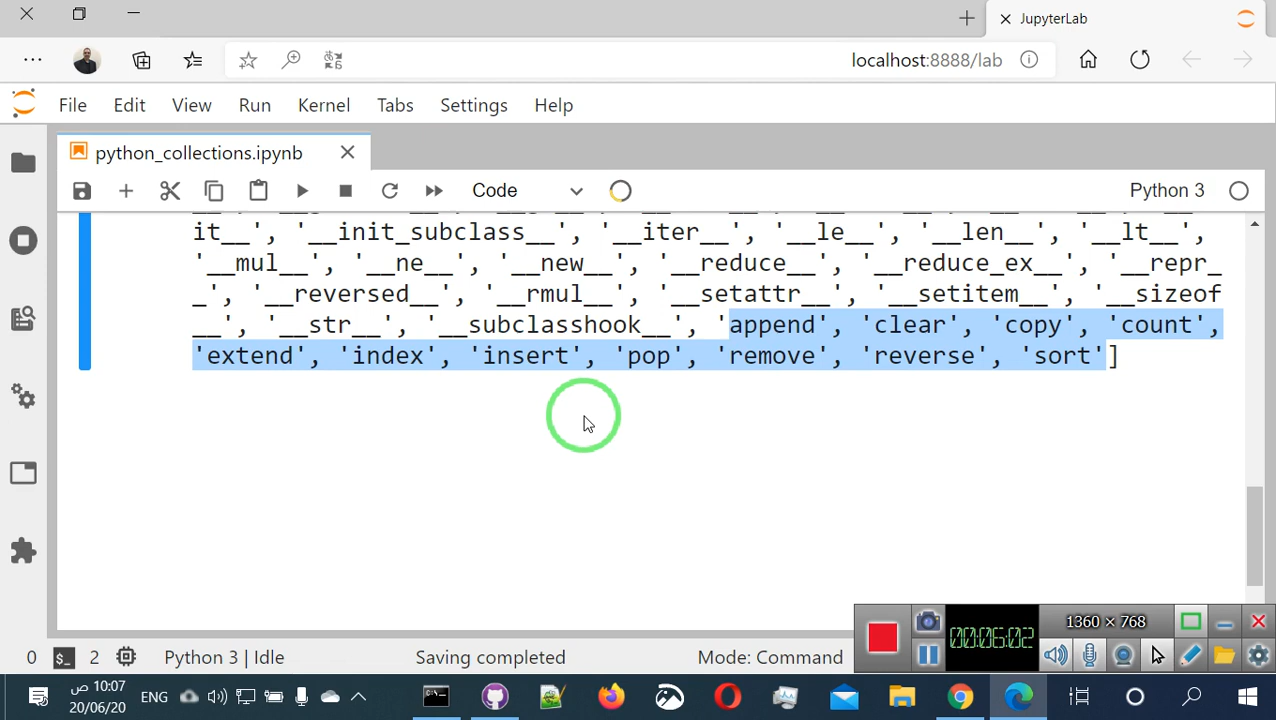 JupyterLab
localhost:8888/lab
File Edit View Run Kernel Tabs Settings Help
python_collections.ipynb
Code
Python 3
it__', '__init_subclass__', '__iter__', '__le__', '__len__', '__lt__',
'__mul__', '__ne__', '__new__', '__reduce__', '__reduce_ex__', '__repr_
_', '__reversed__', '__rmul__', '__setattr__', '__setitem__', '__sizeof
__', '__str__', '__subclasshook__', 'append', 'clear', 'copy', 'count',
'extend', 'index', 'insert', 'pop', 'remove', 'reverse', 'sort']
1360 × 768
00:06:02
0 $_ 2 Python 3 | Idle Saving completed Mode: Command
10:07 ص ENG
20/06/20